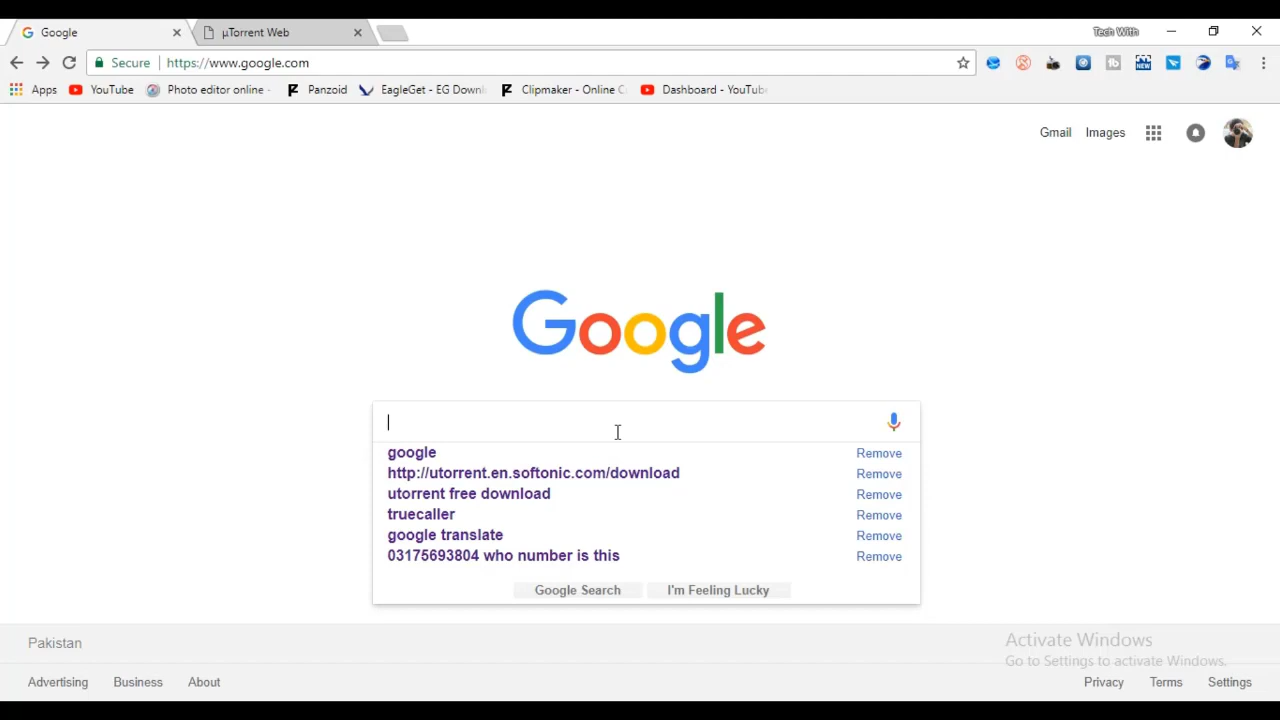 Google
µTorrent Web
Tech With
Secure
https://www.google.com
Apps
YouTube
Photo editor online -
Panzoid
EagleGet - EG Downl
Clipmaker - Online C
Dashboard - YouTube
Gmail
Images
Google
google Remove
http://utorrent.en.softonic.com/download Remove
utorrent free download Remove
truecaller Remove
google translate Remove
03175693804 who number is this Remove
Google Search
I'm Feeling Lucky
Pakistan
Activate Windows
Go to Settings to activate Windows.
Advertising
Business
About
Privacy
Terms
Settings